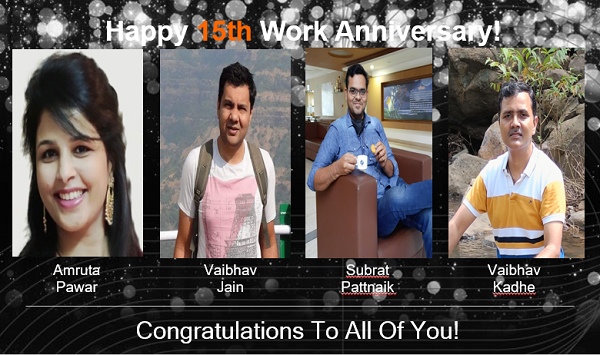 Happy 15th Work Anniversary!
Amruta Vaibhav Subrat Vaibhav
Pawar Jain Pattnaik Kadhe
Congratulations To All Of You!